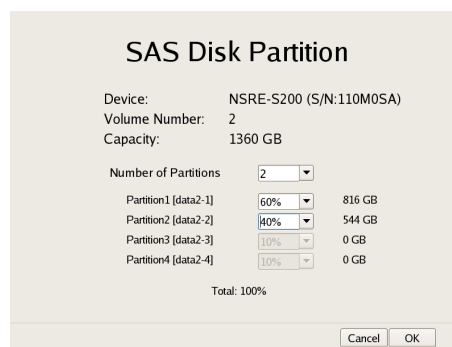 SAS Disk Partition
Device: NSRE-S200 (S/N:110M0SA)
Volume Number: 2
Capacity: 1360 GB
Number of Partitions 2
Partition1 [data2-1] 60% 816 GB
Partition2 [data2-2] 40% 544 GB
Partition3 [data2-3] 10% 0 GB
Partition4 [data2-4] 10% 0 GB
Total: 100%
Cancel OK